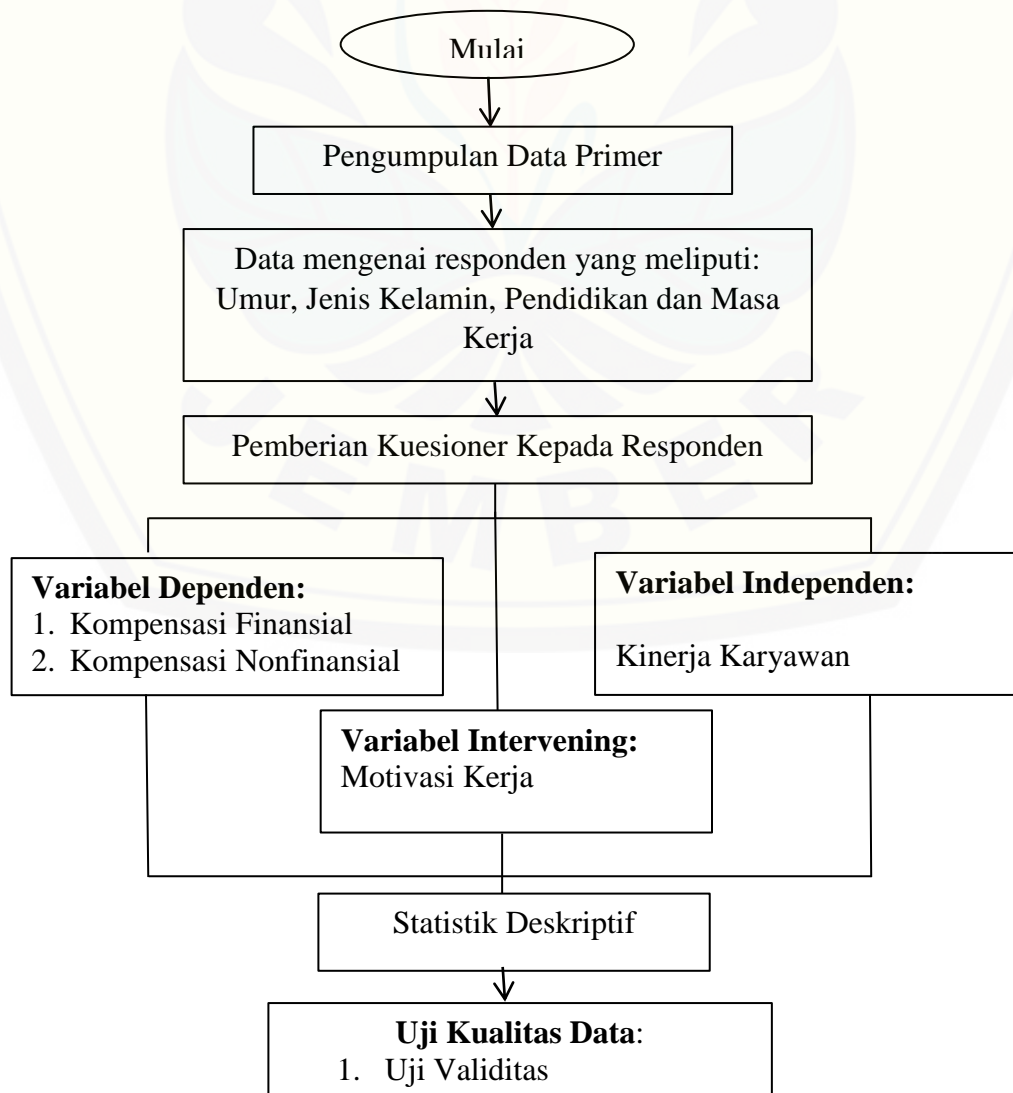 Mulai
Pengumpulan Data Primer
Data mengenai responden yang meliputi:
Umur, Jenis Kelamin, Pendidikan dan Masa
Kerja
Pemberian Kuesioner Kepada Responden
JEMBER
Variabel Dependen:
1. Kompensasi Finansial
2. Kompensasi Nonfinansial
Variabel Independen:
Kinerja Karyawan
Variabel Intervening:
Motivasi Kerja
Statistik Deskriptif
Uji Kualitas Data:
1. Uji Validitas